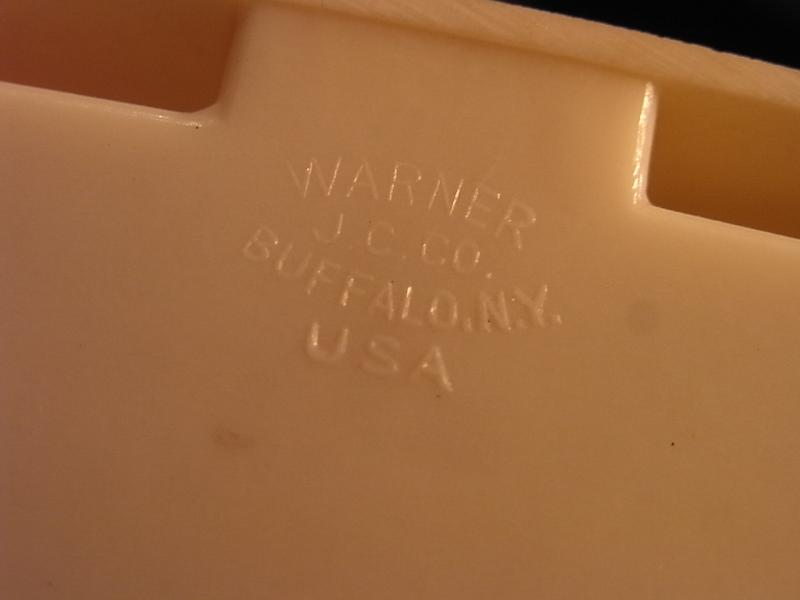 WARNER
J.C.CO.
BUFFALO,N.Y.
USA